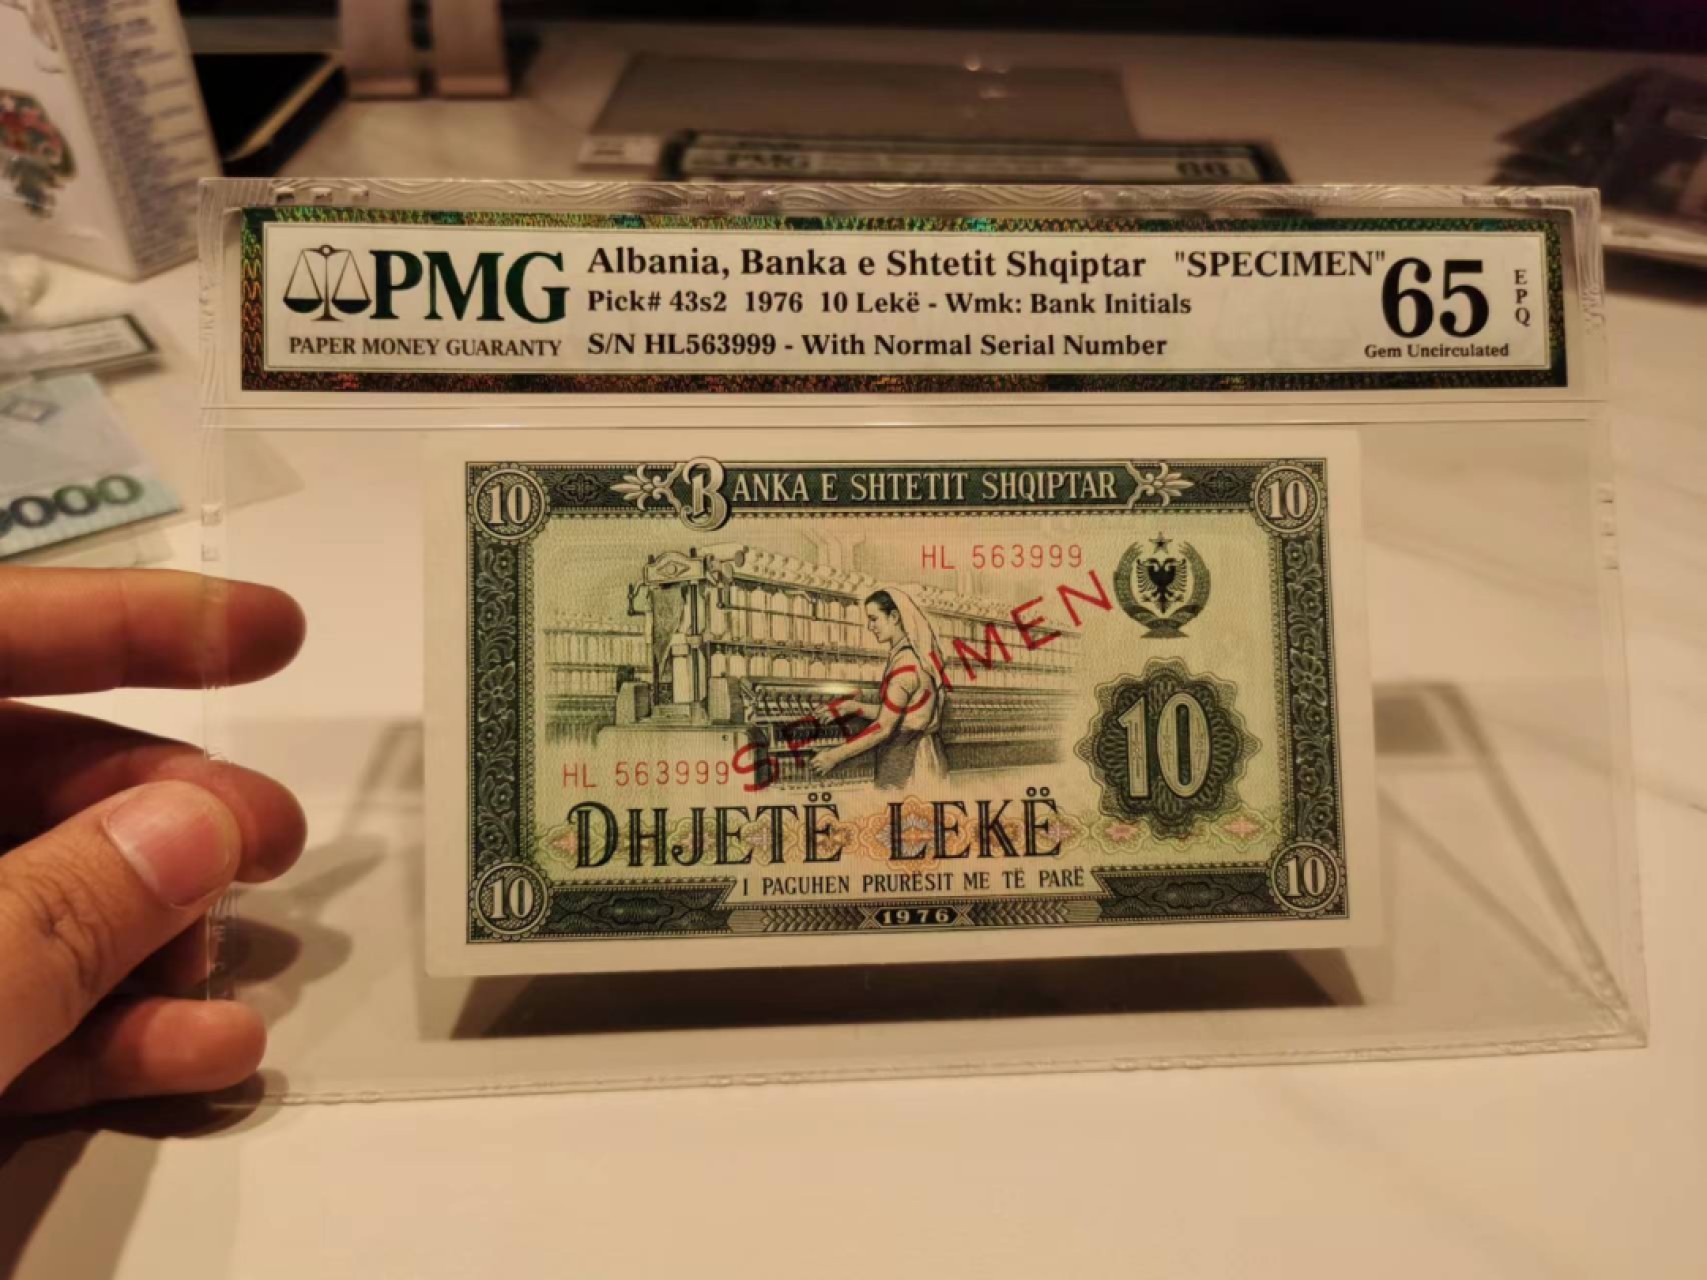 PMG
PMG
PAPER MONEY GUARANTY
Albania, Banka e Shtetit Shqiptar "SPECIMEN"
Pick# 43s2 1976 10 Lekë - Wmk: Bank Initials
S/N HL563999 - With Normal Serial Number
65
EPQ
Gem Uncirculated
10 BANKA E SHTETIT SHQIPTAR 10
HL 563999
SPECIMEN
10
HL 563999
DHJETË LEKË
I PAGUHEN PRURËSIT ME TË PARË
10 1976 10
000